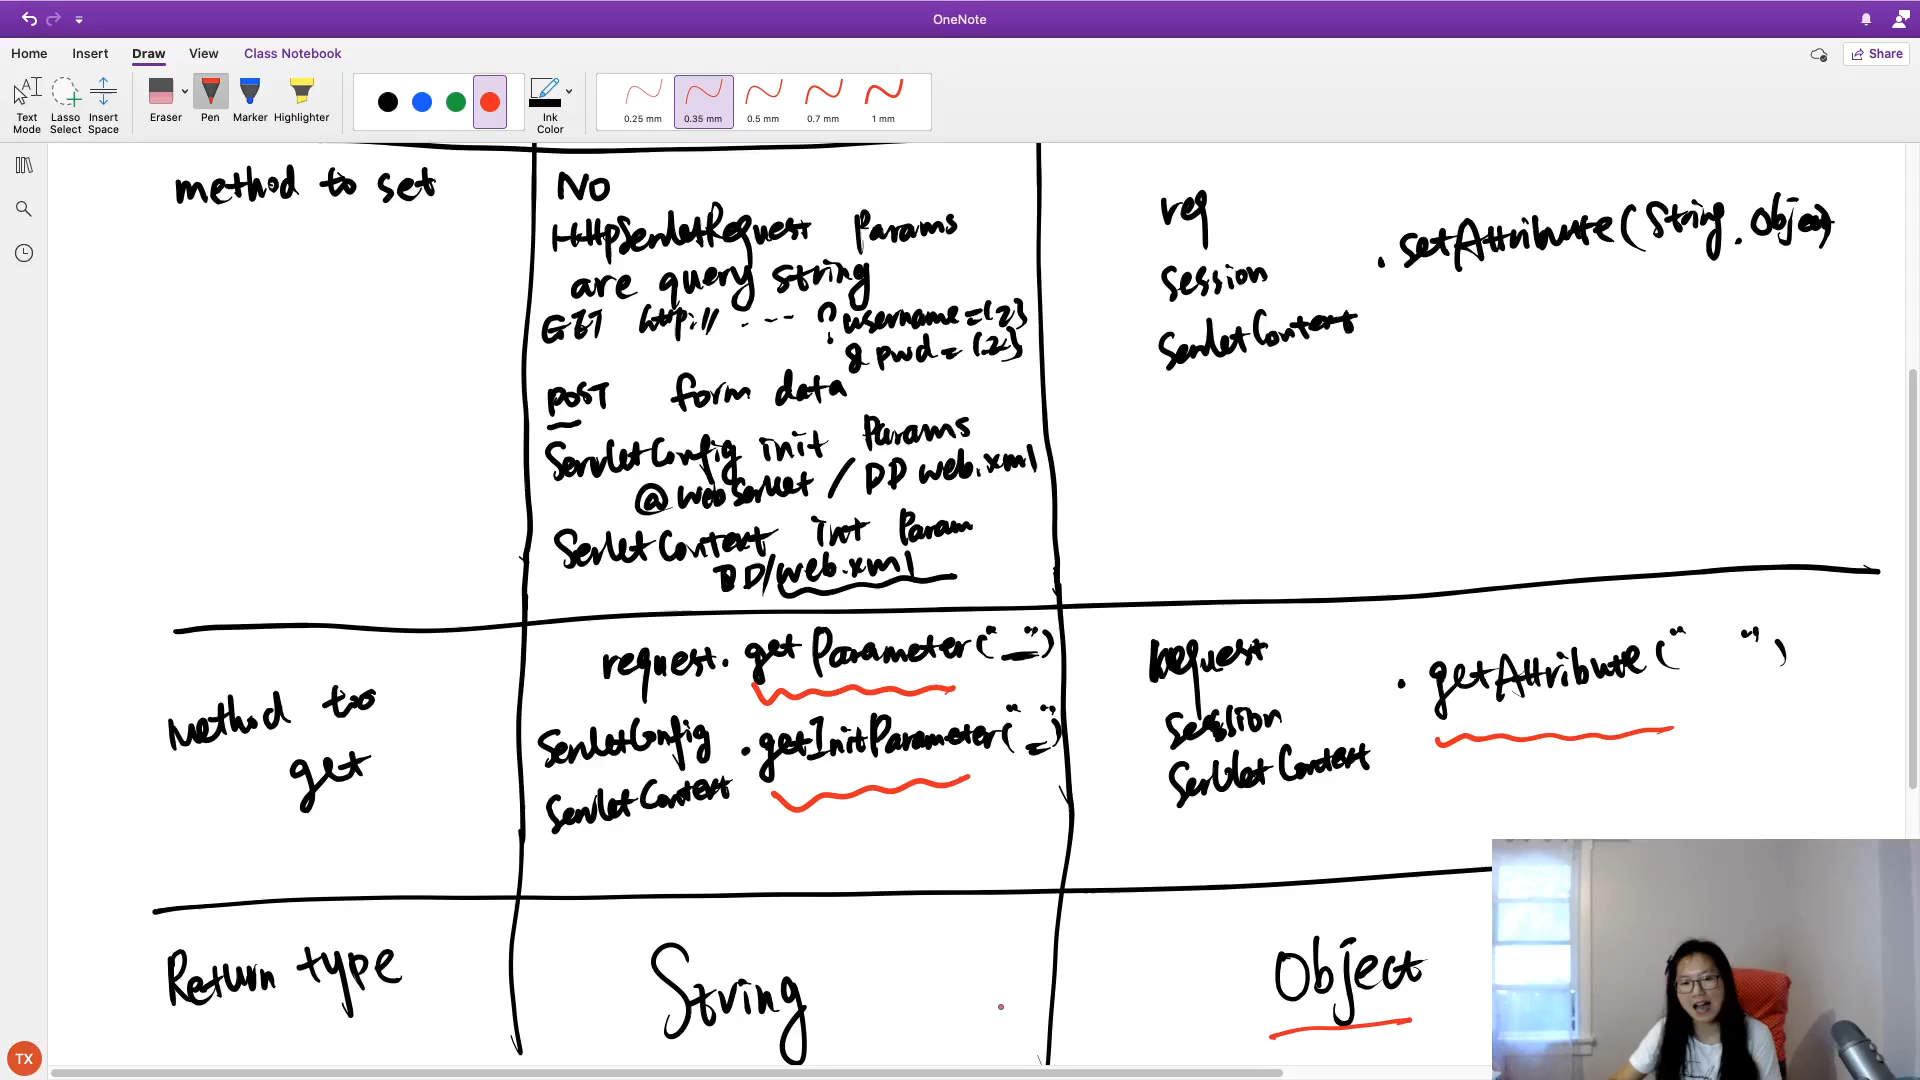 OneNote
Home Insert Draw View Class Notebook
Share
Text Mode
Lasso Select
Insert Space
Eraser
Pen
Marker
Highlighter
Ink Color
0.25 mm
0.35 mm
0.5 mm
0.7 mm
1 mm
method to set
NO
HttpServletRequest Params
are query string
GET http:// ---- ? username={2}
& pwd={2}
POST form data
ServletConfig init Params
@WebServlet / DD web.xml
ServletContext int Param
DD/web.xml
req
session
ServletContext
.setAttribute(String, Object)
Method to
get
request.getParameter("_")
ServletConfig
ServletContext
.getInitParameter("_")
Request
Session
ServletContext
.getAttribute(" ")
Return type
String
Object
TX